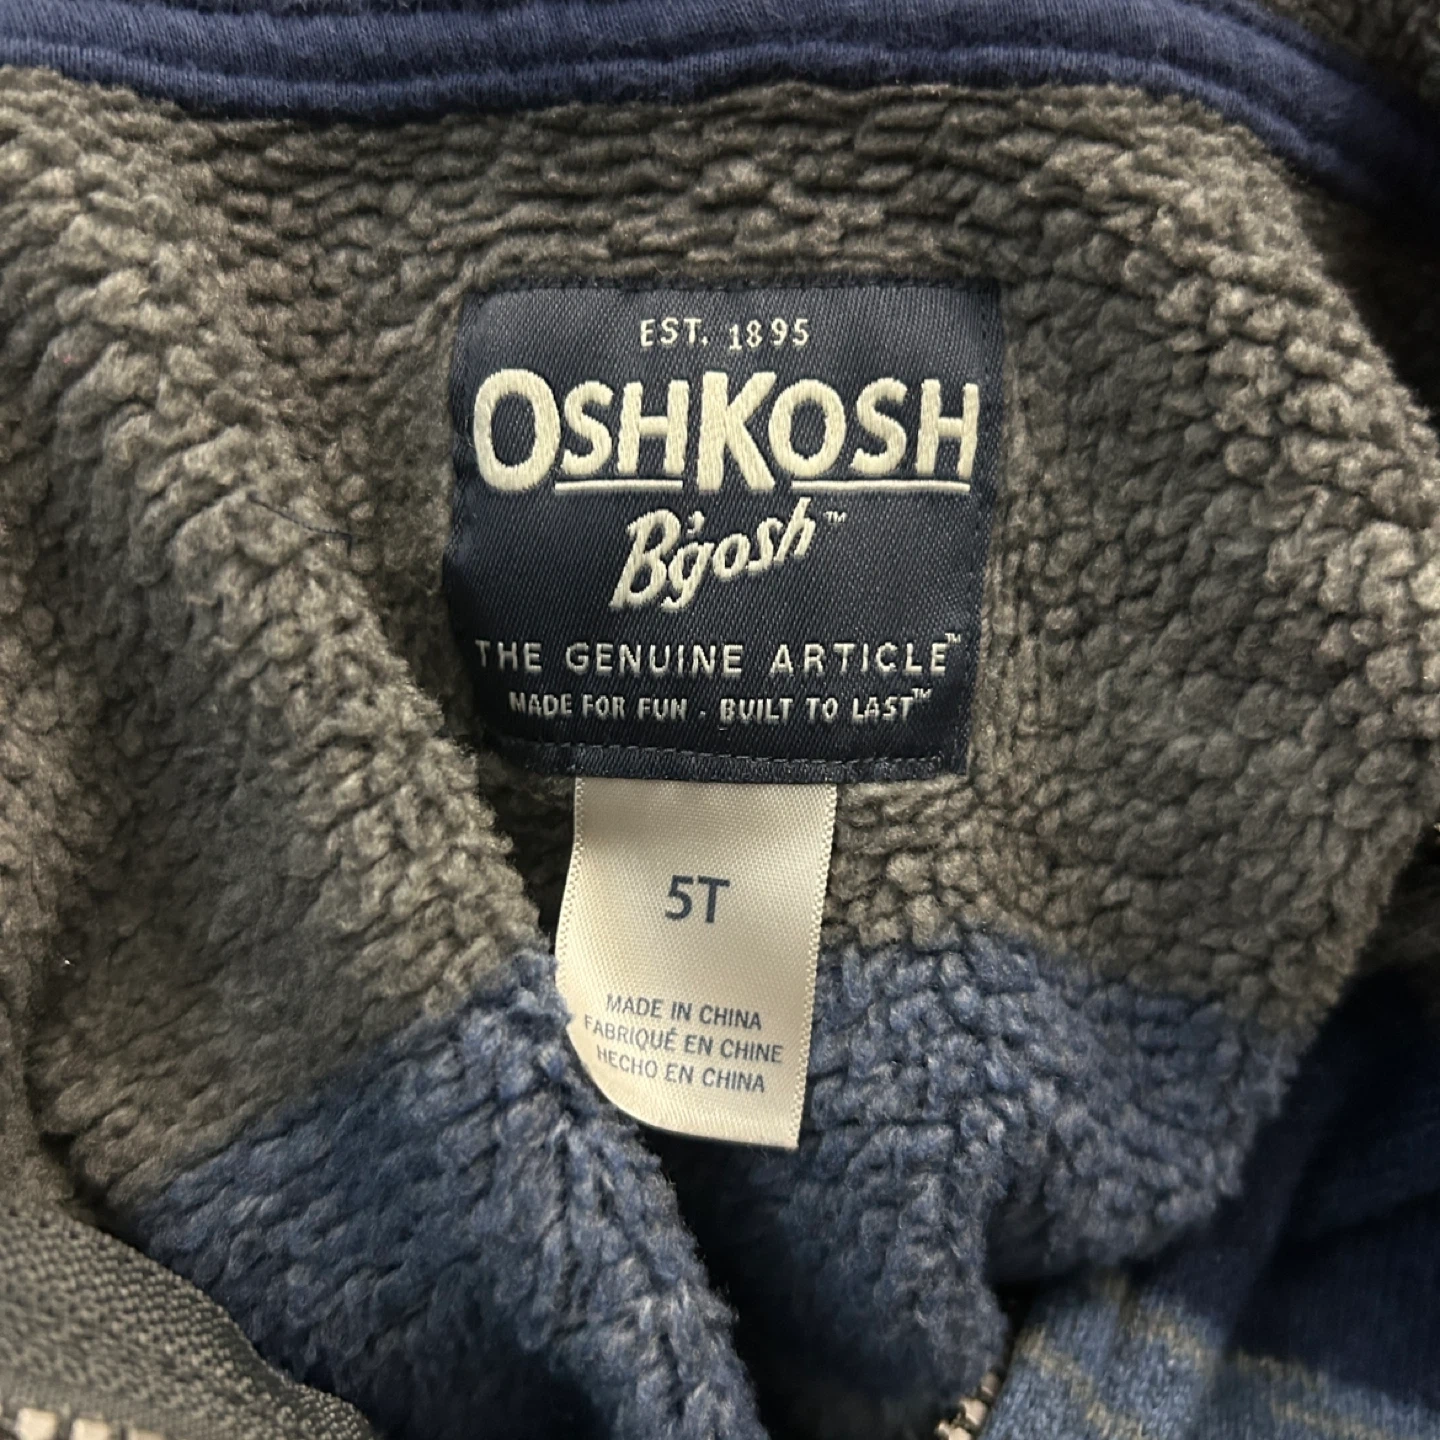 EST. 1895
OSHKOSH
B'gosh™
THE GENUINE ARTICLE™
MADE FOR FUN . BUILT TO LAST™
5T
MADE IN CHINA
FABRIQUÉ EN CHINE
HECHO EN CHINA